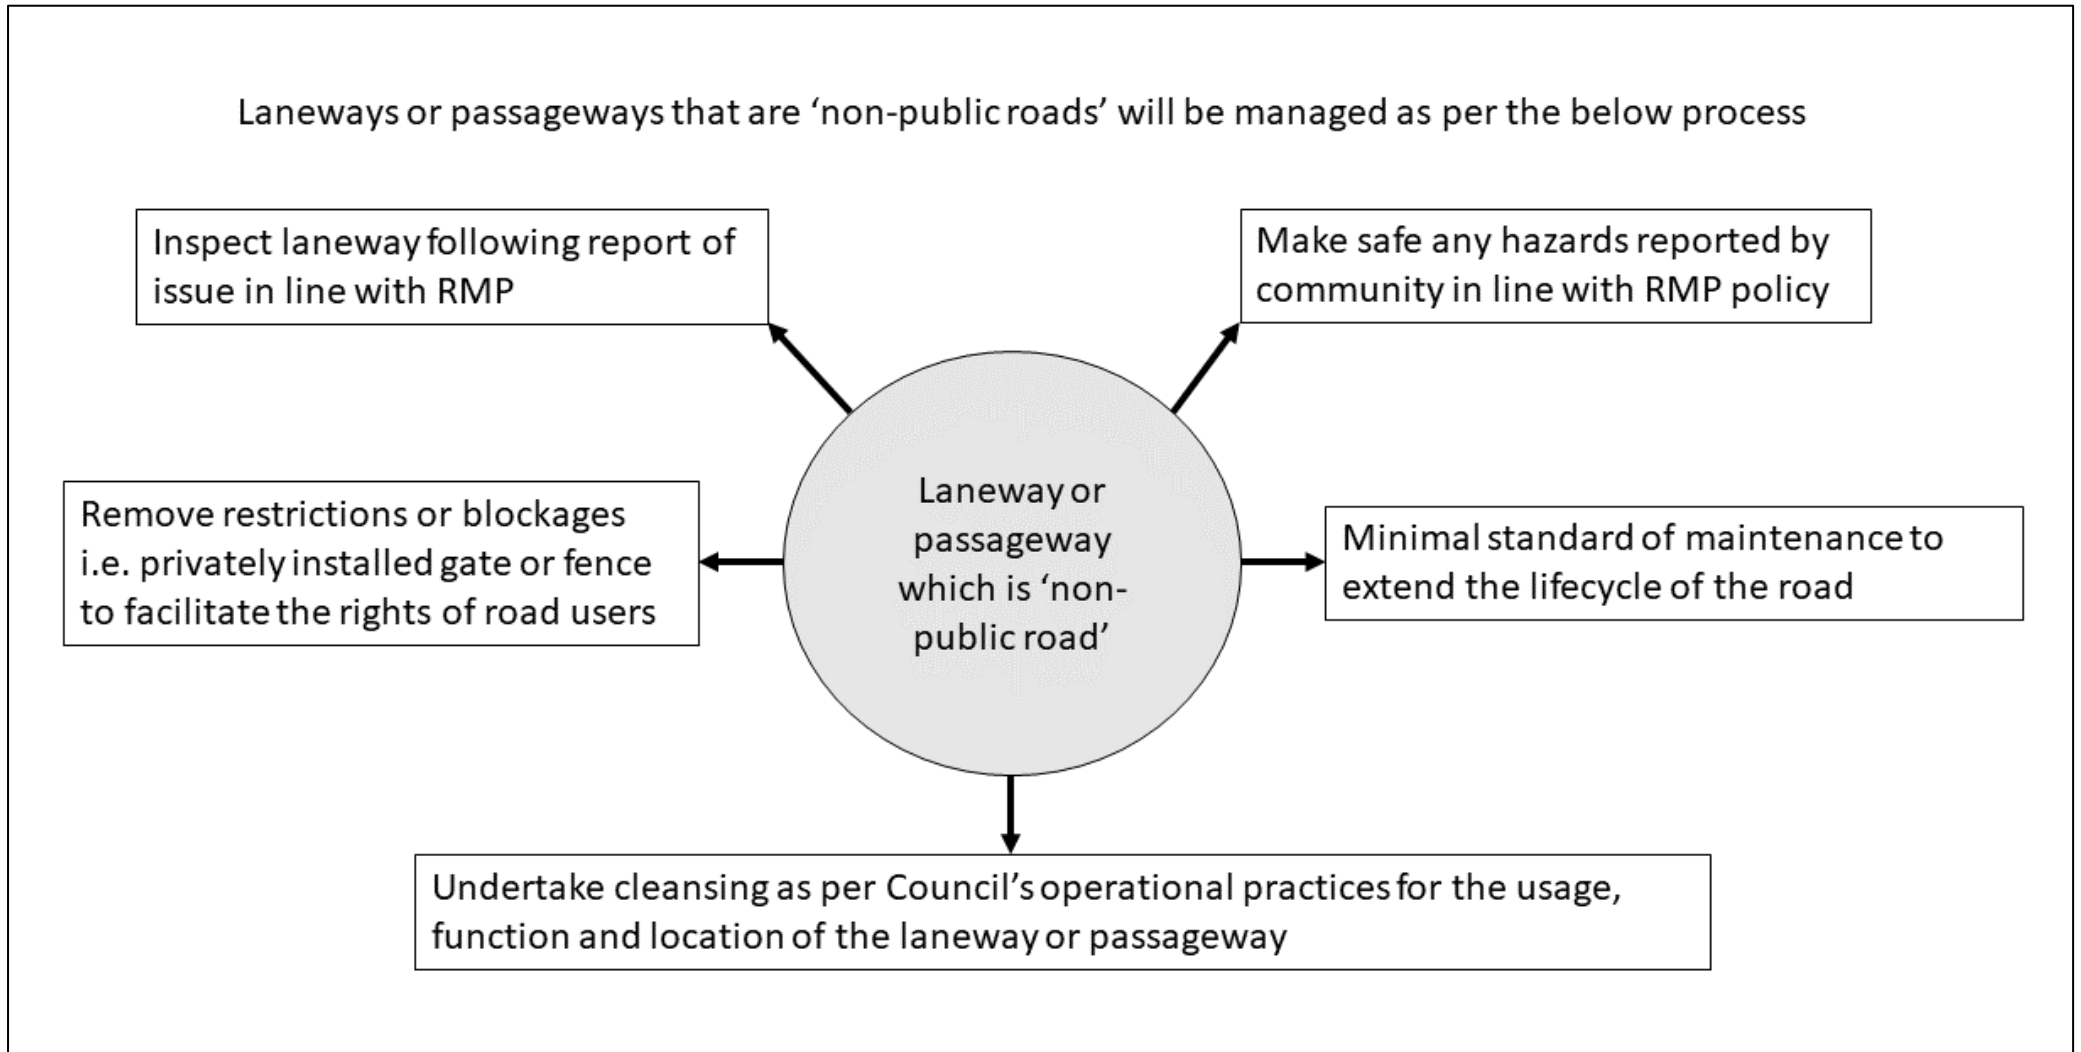 Laneways or passageways that are ‘non-public roads’ will be managed as per the below process
Inspect laneway following report of
issue in line with RMP
Make safe any hazards reported by
community in line with RMP policy
Remove restrictions or blockages
i.e. privately installed gate or fence
to facilitate the rights of road users
Laneway or
passageway
which is ‘non-
public road’
Minimal standard of maintenance to
extend the lifecycle of the road
Undertake cleansing as per Council’s operational practices for the usage,
function and location of the laneway or passageway